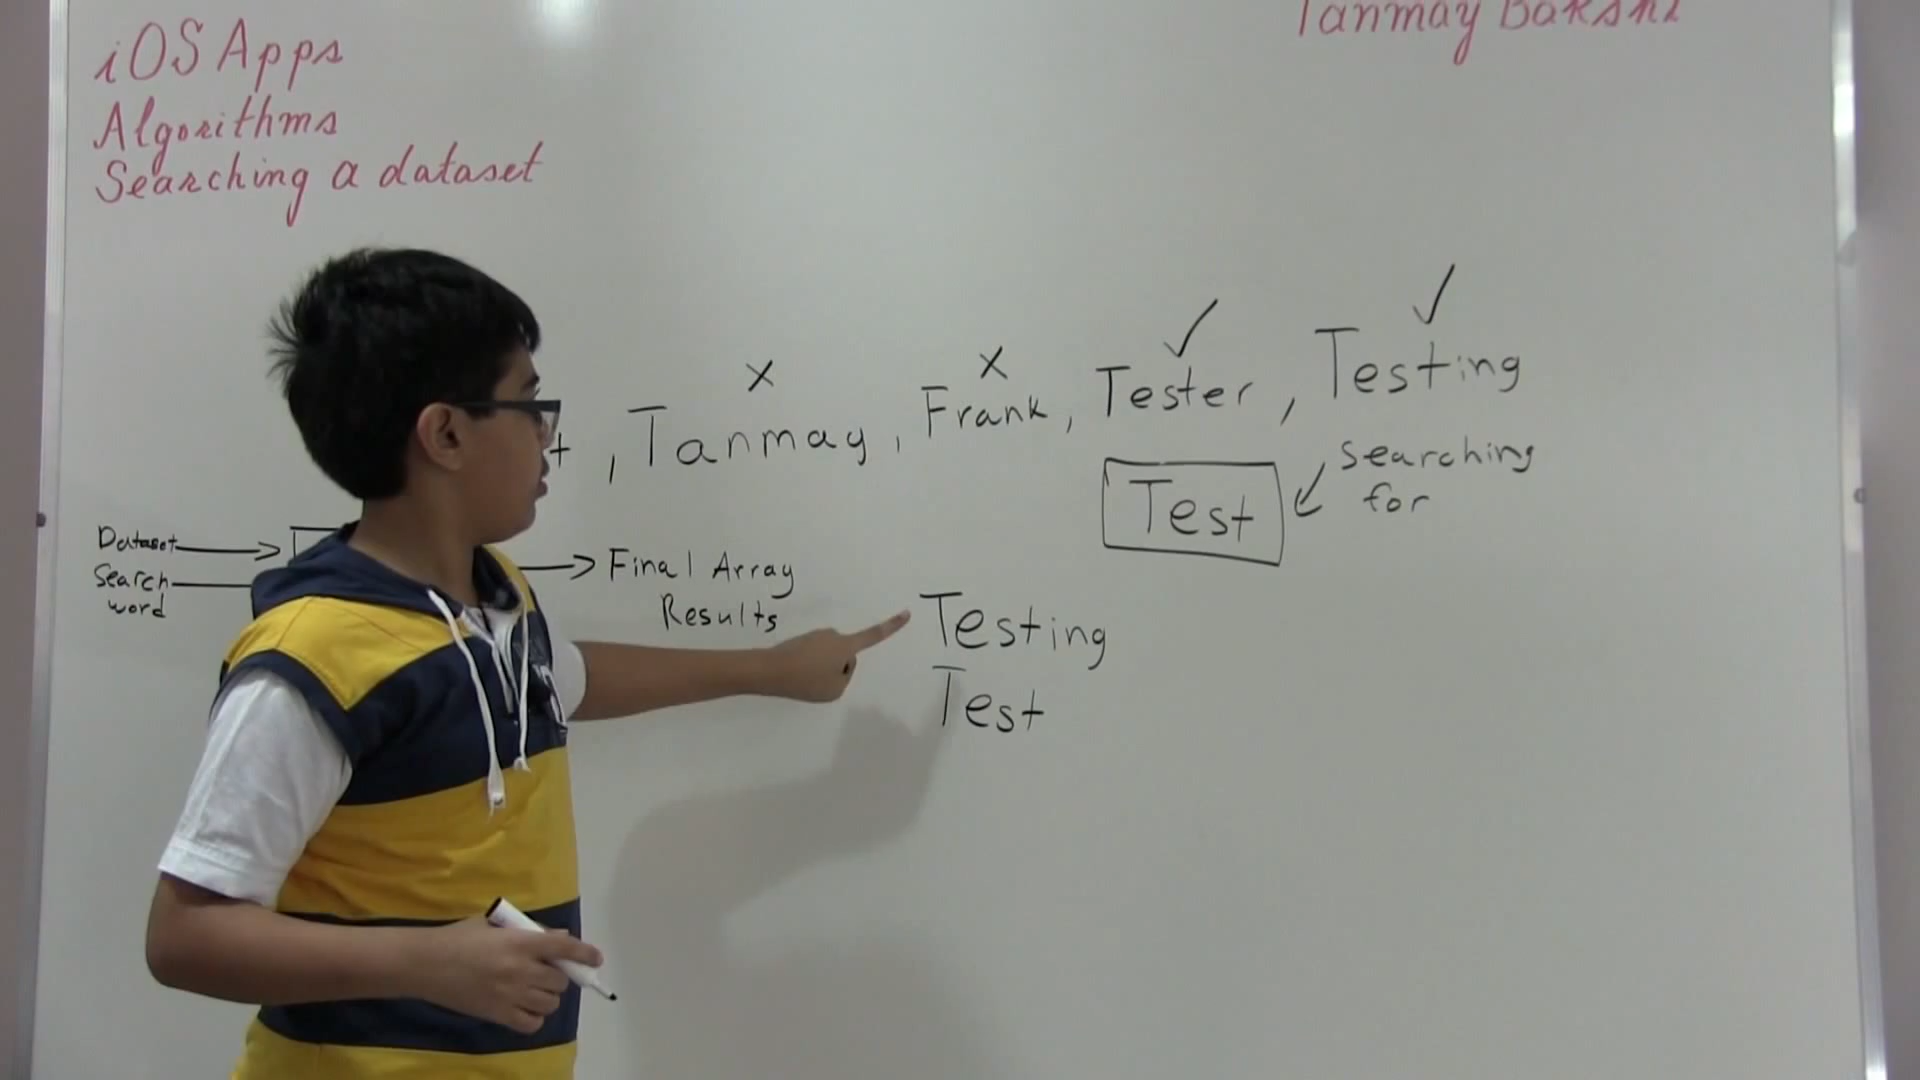 iOS Apps
Tanmay Bakshi
Algorithms
Searching a dataset
, Tanmay, Frank, Tester, Testing
Test
searching
for
Dataset
Search
word
Final Array
Results
Testing
Test